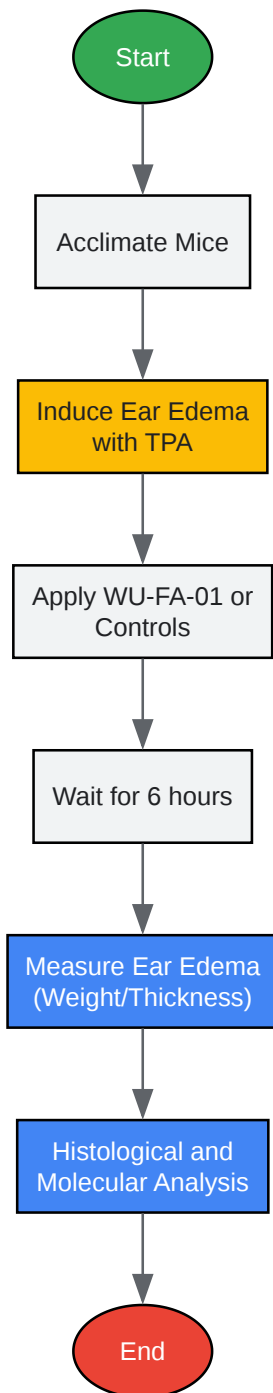 Start
Acclimate Mice
Induce Ear Edema
with TPA
Apply WU-FA-01 or
Controls
Wait for 6 hours
Measure Ear Edema
(Weight/Thickness)
Histological and
Molecular Analysis
End